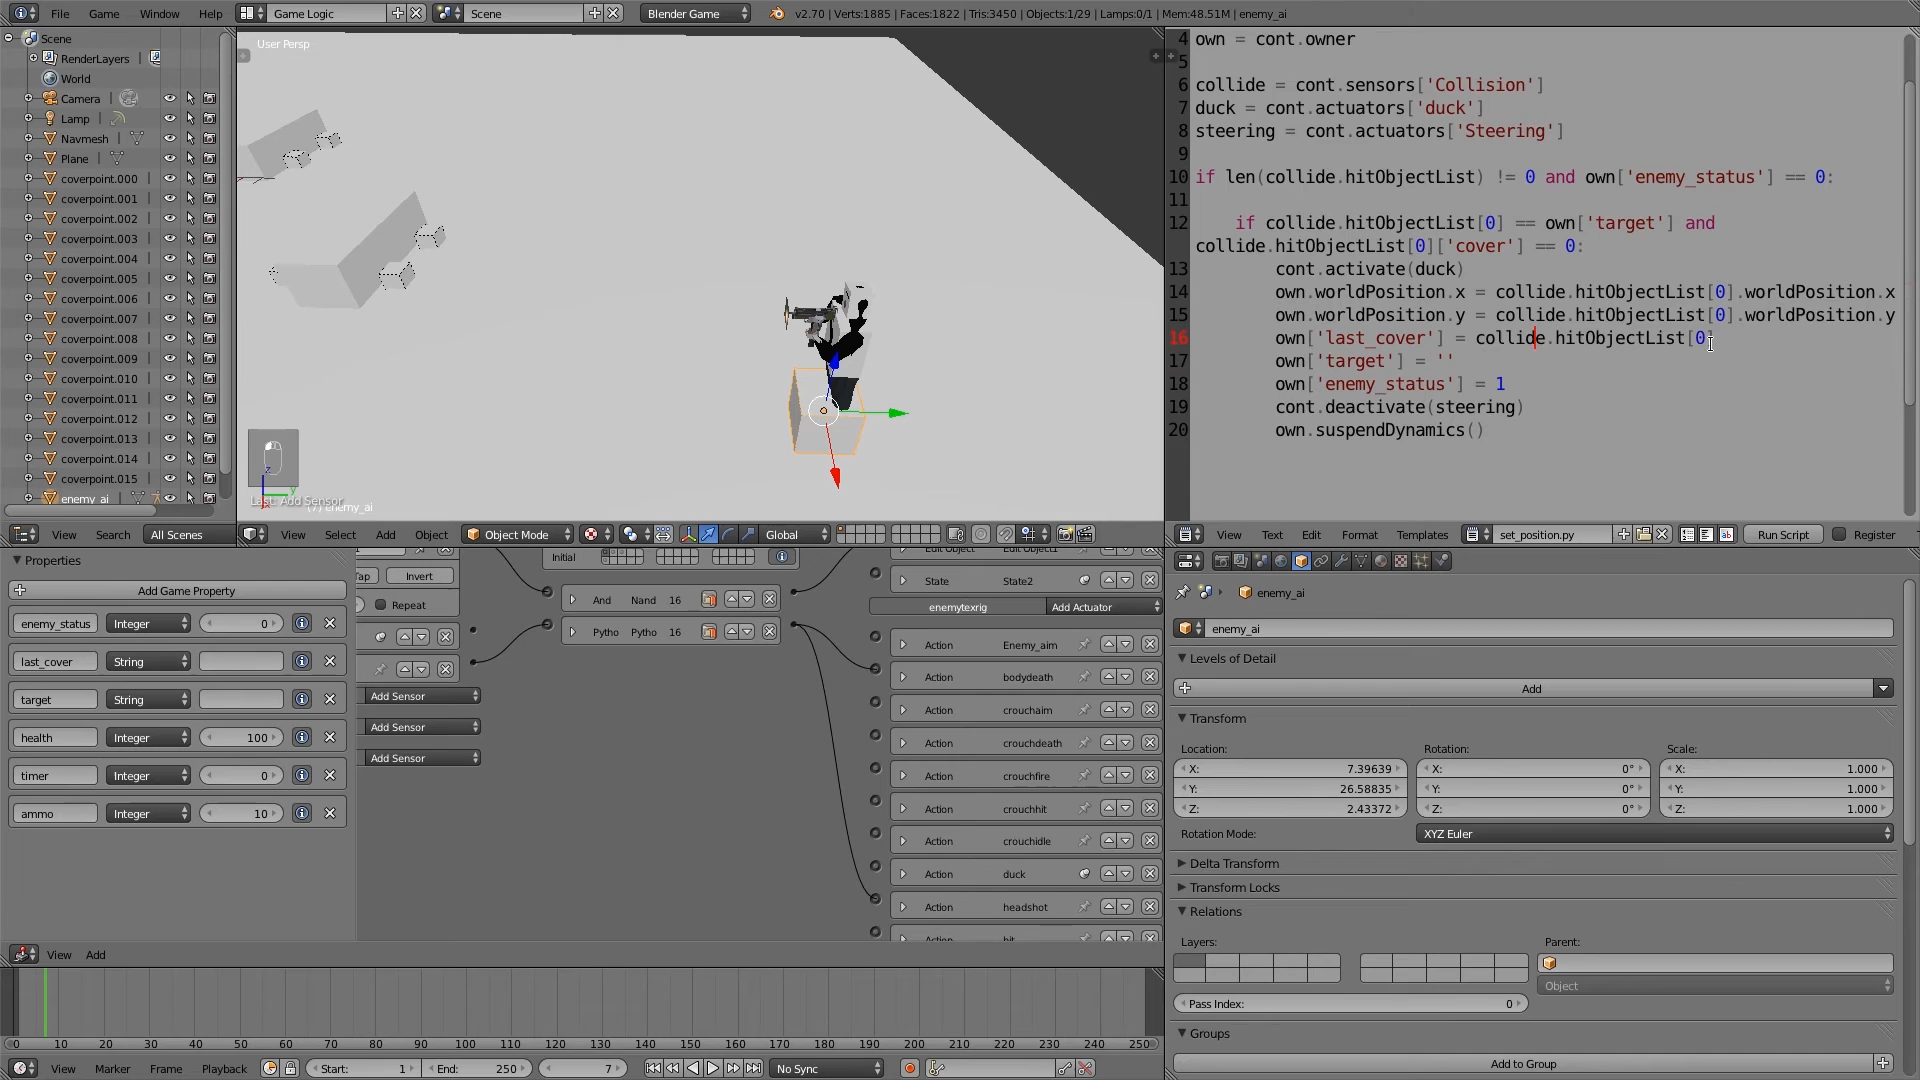 File
Game
Window
Help
Game Logic
Scene
Blender Game
v2.70 | Verts:1885 | Faces:1822 | Tris:3450 | Objects:1/29 | Lamps:0/1 | Mem:48.51M | enemy_ai
Scene
RenderLayers
World
Camera
Lamp
Navmesh
Plane
coverpoint.000
coverpoint.001
coverpoint.002
coverpoint.003
coverpoint.004
coverpoint.005
coverpoint.006
coverpoint.007
coverpoint.008
coverpoint.009
coverpoint.010
coverpoint.011
coverpoint.012
coverpoint.013
coverpoint.014
coverpoint.015
enemy_ai
View
Search
All Scenes
User Persp
Last: Add Sensor
(7) enemy_ai
View
Select
Add
Object
Object Mode
Global
4 own = cont.owner
5
6 collide = cont.sensors['Collision']
7 duck = cont.actuators['duck']
8 steering = cont.actuators['Steering']
9
10 if len(collide.hitObjectList) != 0 and own['enemy_status'] == 0:
11
12 if collide.hitObjectList[0] == own['target'] and
collide.hitObjectList[0]['cover'] == 0:
13 cont.activate(duck)
14 own.worldPosition.x = collide.hitObjectList[0].worldPosition.x
15 own.worldPosition.y = collide.hitObjectList[0].worldPosition.y
16 own['last_cover'] = collide.hitObjectList[0]
17 own['target'] = ''
18 own['enemy_status'] = 1
19 cont.deactivate(steering)
20 own.suspendDynamics()
View
Text
Edit
Format
Templates
set_position.py
Run Script
Register
Properties
Add Game Property
enemy_status Integer 0
last_cover String
target String
health Integer 100
timer Integer 0
ammo Integer 10
Tap
Invert
Repeat
Add Sensor
Add Sensor
Add Sensor
Initial
And Nand 16
Pytho Pytho 16
Edit Object Edit Object1
State State2
enemytexrig Add Actuator
Action Enemy_aim
Action bodydeath
Action crouchaim
Action crouchdeath
Action crouchfire
Action crouchhit
Action crouchidle
Action duck
Action headshot
Action hit
View
Add
0 10 20 30 40 50 60 70 80 90 100 110 120 130 140 150 160 170 180 190 200 210 220 230 240 250
View
Marker
Frame
Playback
Start: 1
End: 250
7
No Sync
enemy_ai
enemy_ai
Levels of Detail
Add
Transform
Location: Rotation: Scale:
X: 7.39639 X: 0° X: 1.000
Y: 26.58835 Y: 0° Y: 1.000
Z: 2.43372 Z: 0° Z: 1.000
Rotation Mode: XYZ Euler
Delta Transform
Transform Locks
Relations
Layers: Parent:
Object
Pass Index: 0
Groups
Add to Group